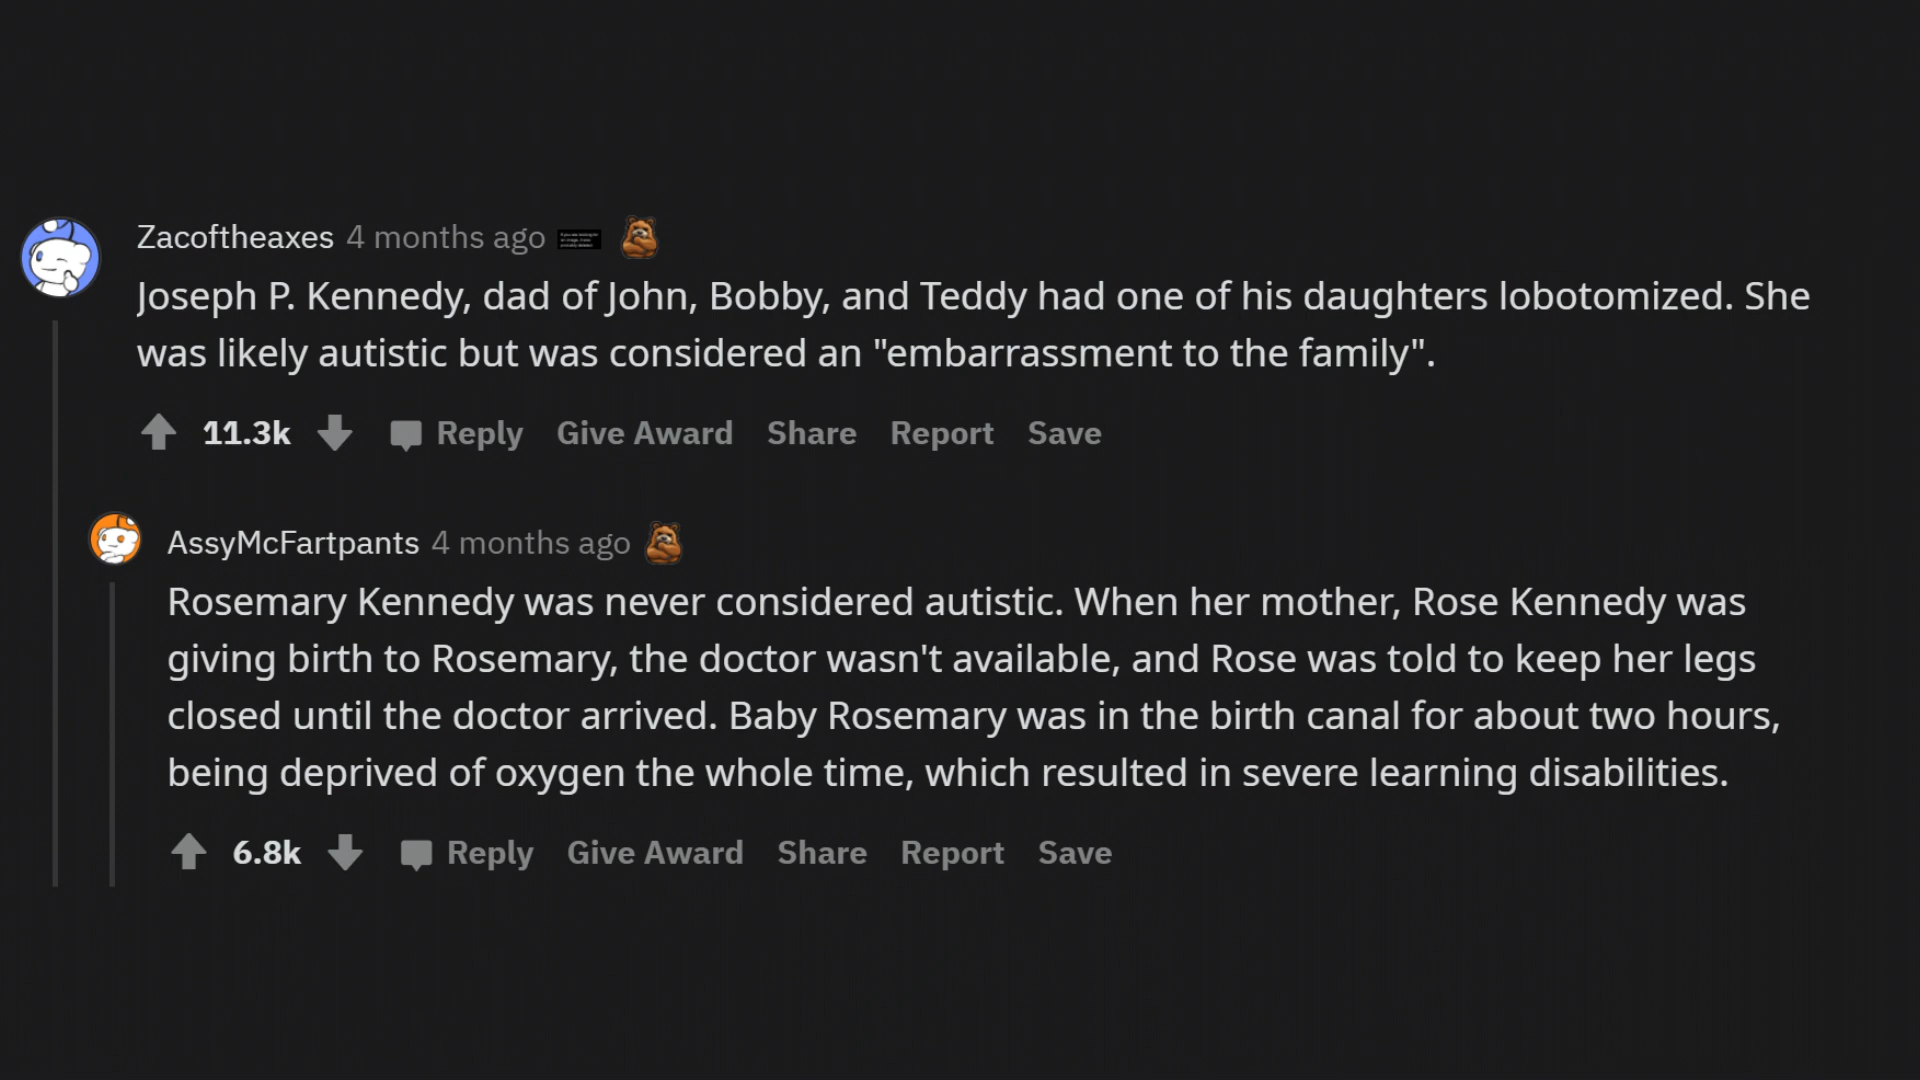 Zacoftheaxes 4 months ago
Joseph P. Kennedy, dad of John, Bobby, and Teddy had one of his daughters lobotomized. She
was likely autistic but was considered an "embarrassment to the family".
11.3k Reply Give Award Share Report Save
AssyMcFartpants 4 months ago
Rosemary Kennedy was never considered autistic. When her mother, Rose Kennedy was
giving birth to Rosemary, the doctor wasn't available, and Rose was told to keep her legs
closed until the doctor arrived. Baby Rosemary was in the birth canal for about two hours,
being deprived of oxygen the whole time, which resulted in severe learning disabilities.
6.8k Reply Give Award Share Report Save